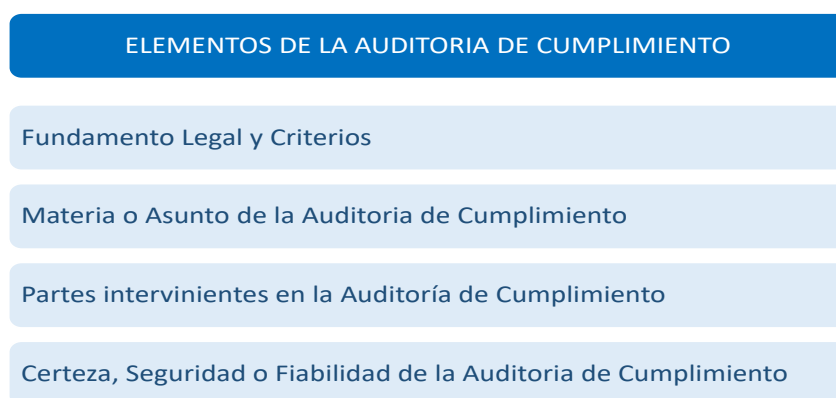 ELEMENTOS DE LA AUDITORIA DE CUMPLIMIENTO
Fundamento Legal y Criterios
Materia o Asunto de la Auditoria de Cumplimiento
Partes intervinientes en la Auditoría de Cumplimiento
Certeza, Seguridad o Fiabilidad de la Auditoria de Cumplimiento